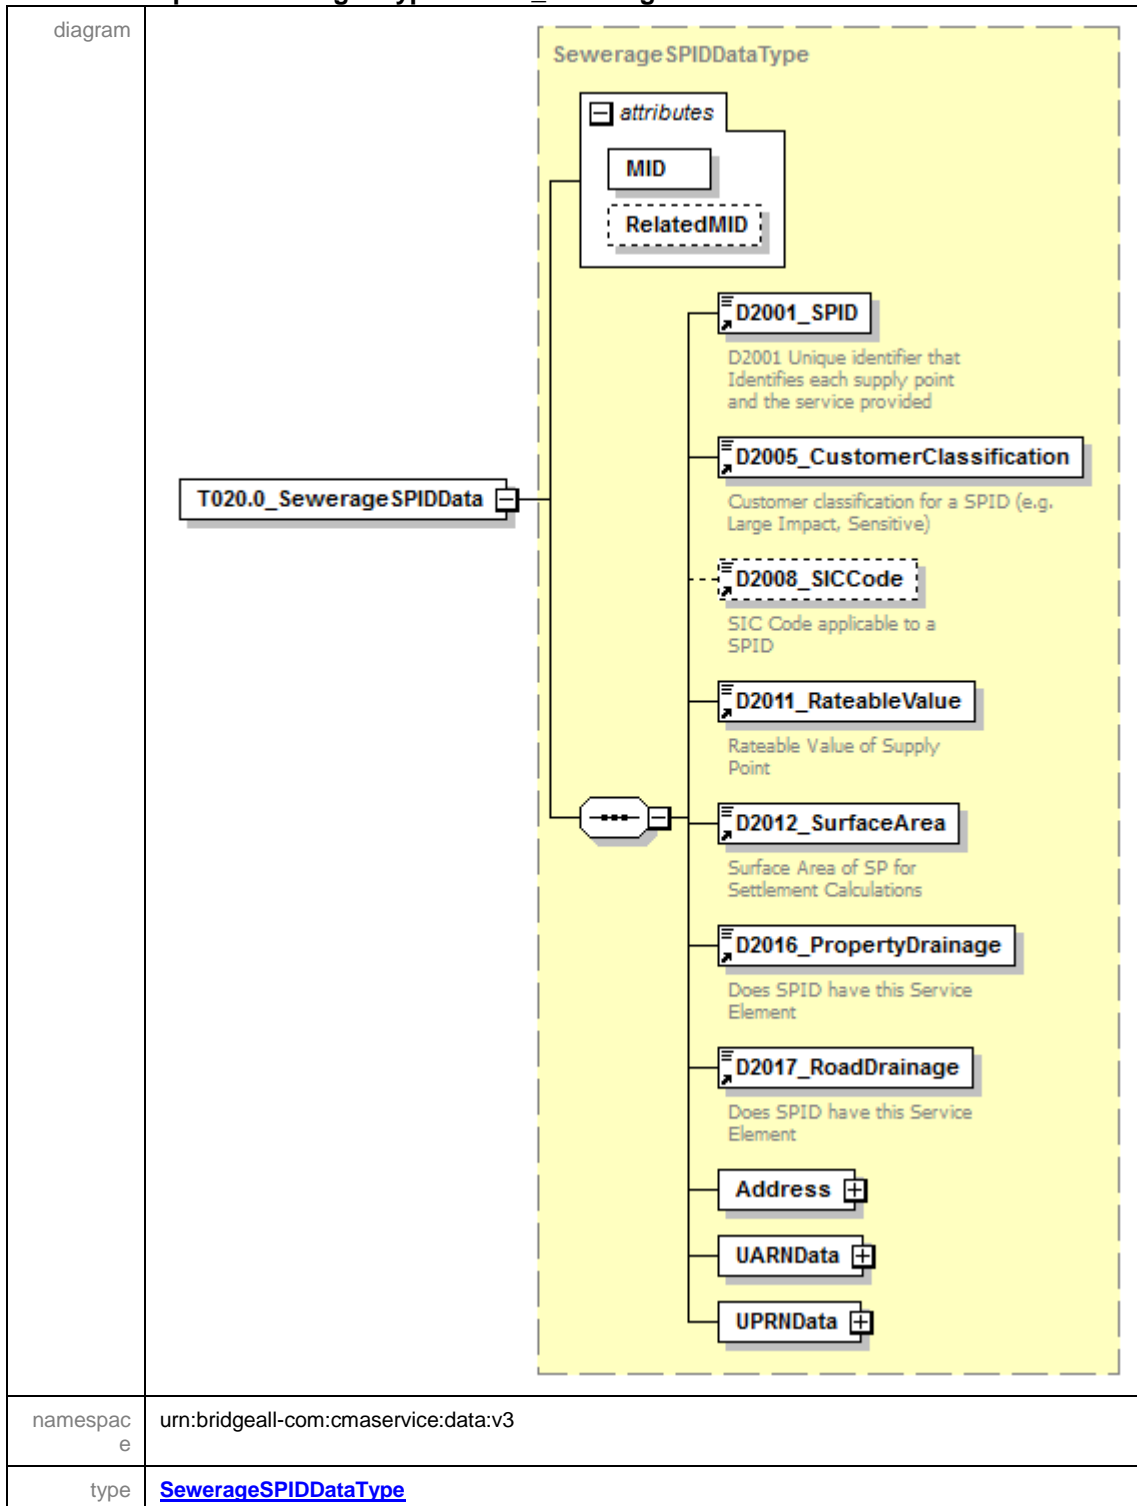 diagram
SewerageSPIDDataType
attributes
MID
RelatedMID
D2001_SPID
D2001 Unique identifier that
Identifies each supply point
and the service provided
D2005_CustomerClassification
Customer classification for a SPID (e.g.
Large Impact, Sensitive)
T020.0_SewerageSPIDData
D2008_SICCode
SIC Code applicable to a
SPID
D2011_RateableValue
Rateable Value of Supply
Point
D2012_SurfaceArea
Surface Area of SP for
Settlement Calculations
D2016_PropertyDrainage
Does SPID have this Service
Element
D2017_RoadDrainage
Does SPID have this Service
Element
Address
UARNData
UPRNData
namespac
e
urn:bridgeall-com:cmaservice:data:v3
type
SewerageSPIDDataType